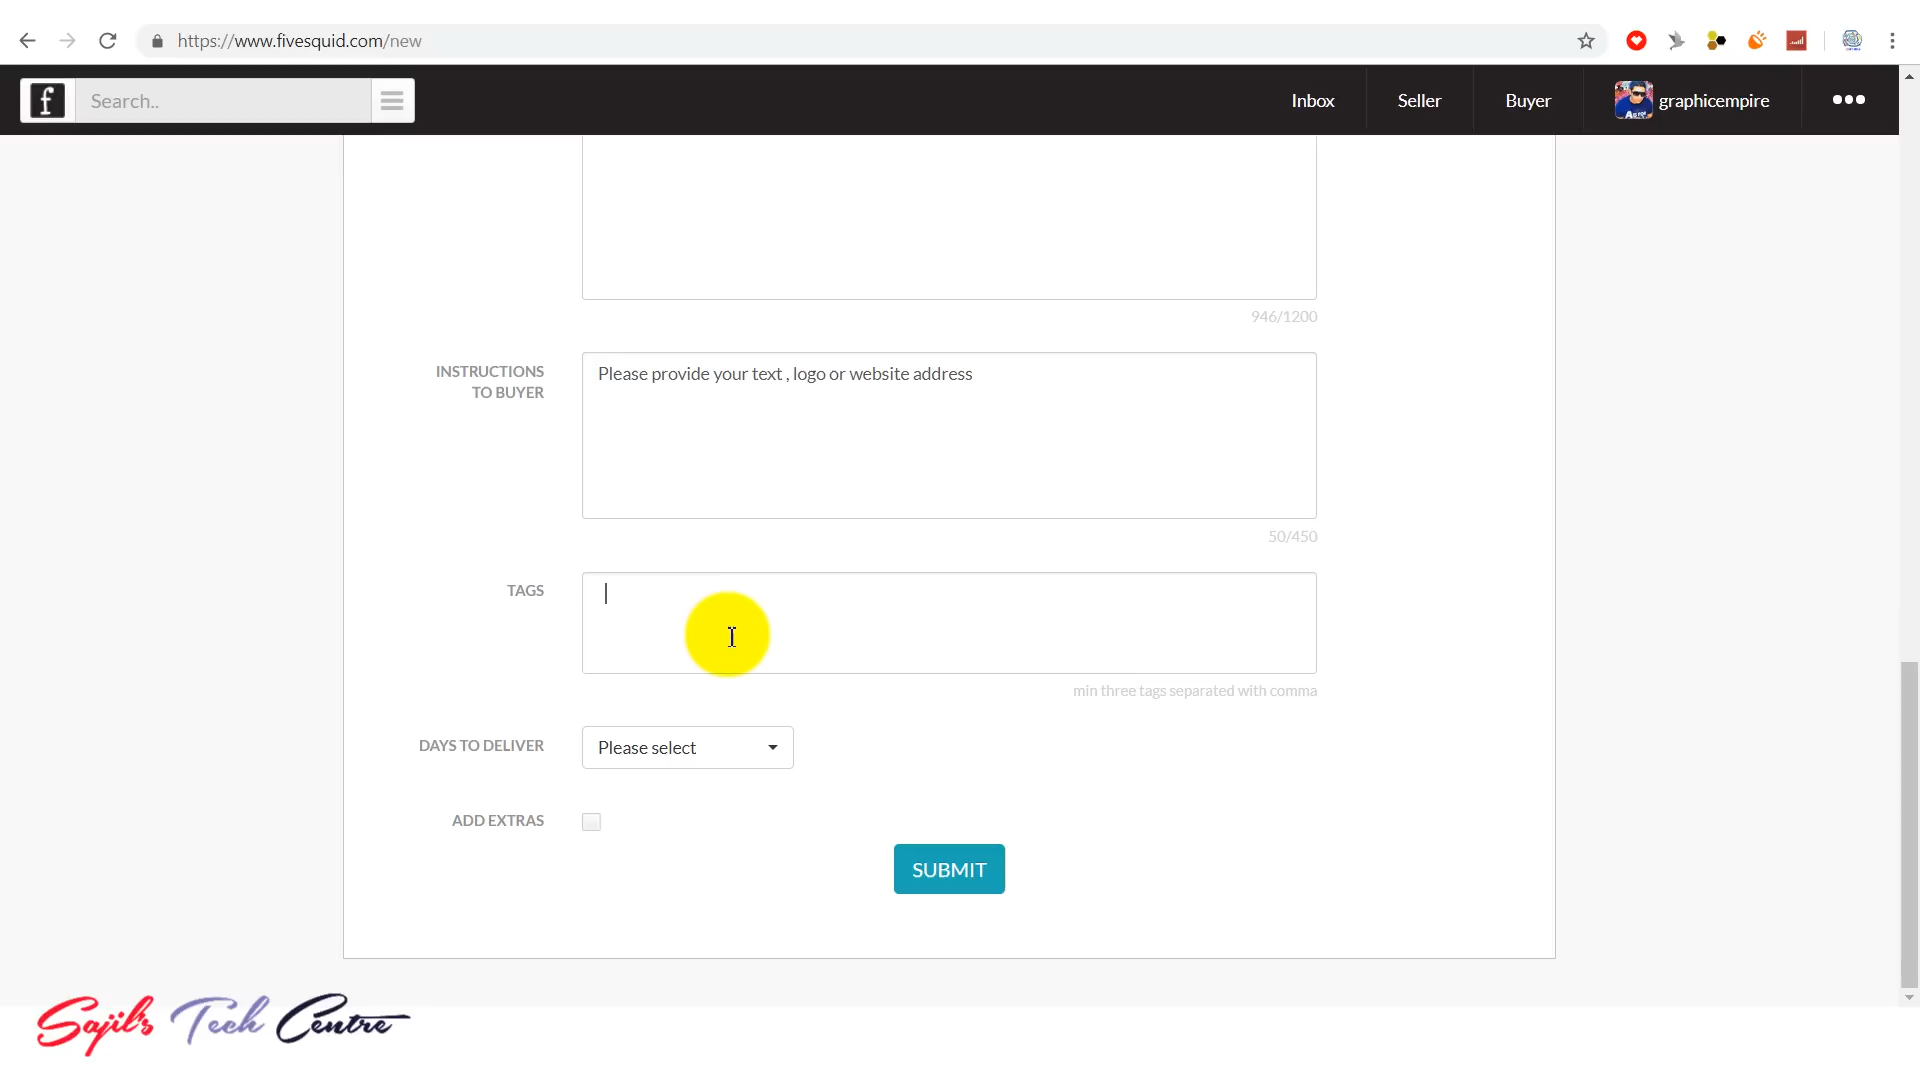 https://www.fivesquid.com/new
f
Search..
Inbox
Seller
Buyer
graphicempire
946/1200
INSTRUCTIONS
TO BUYER
Please provide your text , logo or website address
50/450
TAGS
min three tags separated with comma
DAYS TO DELIVER
Please select
ADD EXTRAS
SUBMIT
Sajil's Tech Centre